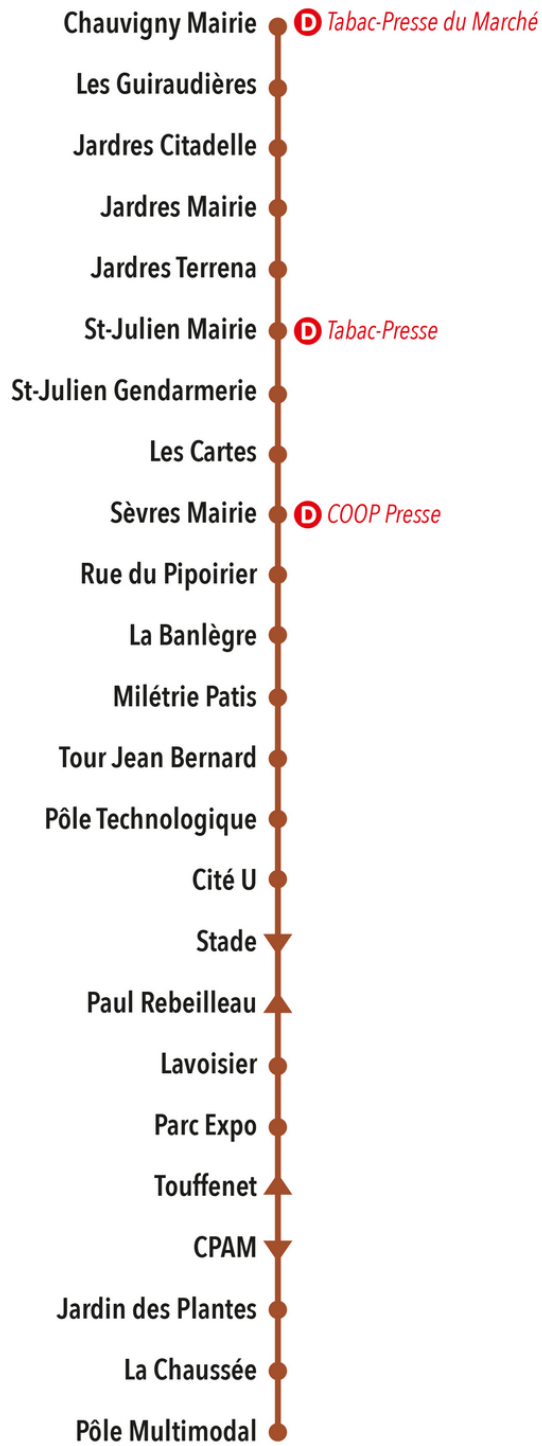 Chauvigny Mairie D Tabac-Presse du Marché
Les Guiraudières
Jardres Citadelle
Jardres Mairie
Jardres Terrena
St-Julien Mairie D Tabac-Presse
St-Julien Gendarmerie
Les Cartes
Sèvres Mairie D COOP Presse
Rue du Pipoirier
La Banlègre
Milétrie Patis
Tour Jean Bernard
Pôle Technologique
Cité U
Stade
Paul Rebeilleau
Lavoisier
Parc Expo
Touffenet
CPAM
Jardin des Plantes
La Chaussée
Pôle Multimodal